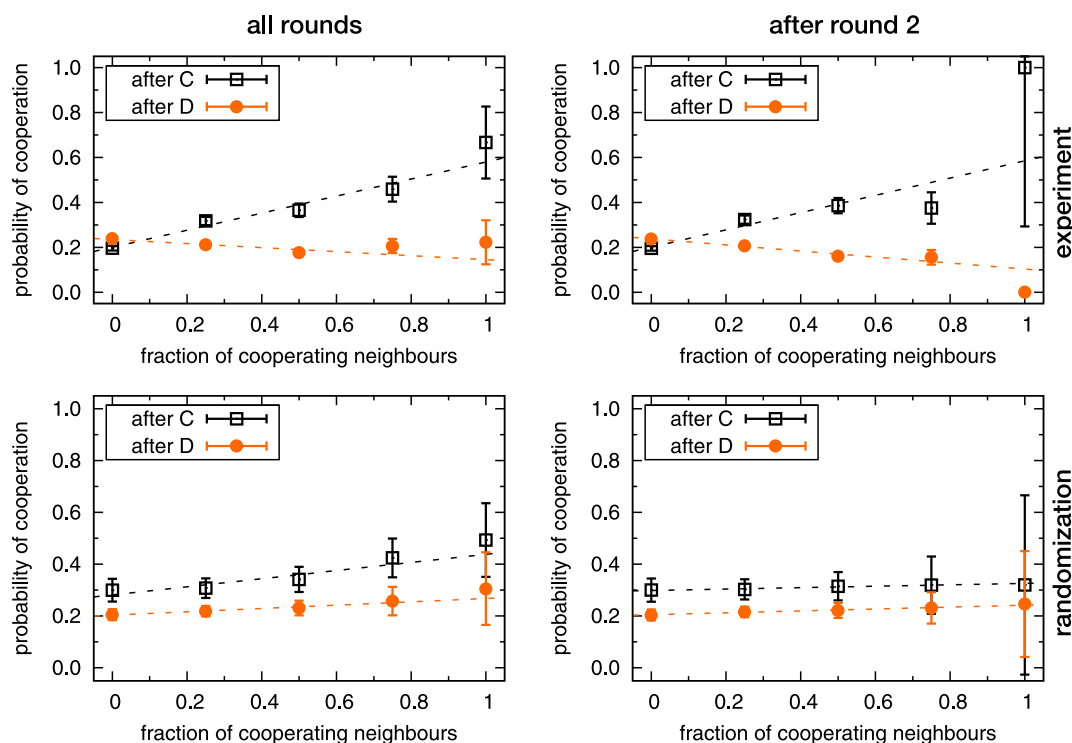 all rounds
after round 2
probability of cooperation
1.0
0.8
0.6
0.4
0.2
0.0
after C
after D
0 0.2 0.4 0.6 0.8 1
fraction of cooperating neighbours
probability of cooperation
1.0
0.8
0.6
0.4
0.2
0.0
after C
after D
0 0.2 0.4 0.6 0.8 1
fraction of cooperating neighbours
experiment
probability of cooperation
1.0
0.8
0.6
0.4
0.2
0.0
after C
after D
0 0.2 0.4 0.6 0.8 1
fraction of cooperating neighbours
probability of cooperation
1.0
0.8
0.6
0.4
0.2
0.0
after C
after D
0 0.2 0.4 0.6 0.8 1
fraction of cooperating neighbours
randomization